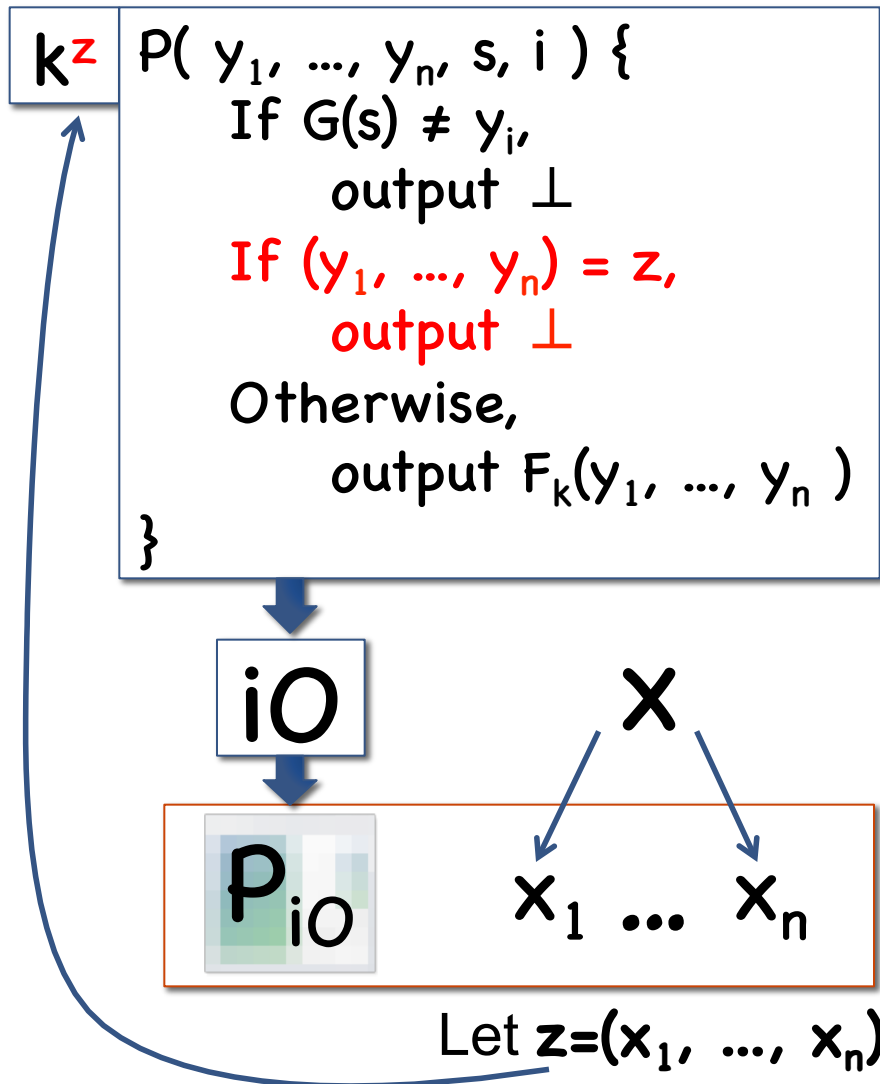 kᶻ
P( y₁, ..., yₙ, s, i ) {
If G(s) ≠ yᵢ,
output ⊥
If (y₁, ..., yₙ) = z,
output ⊥
Otherwise,
output Fₖ(y₁, ..., yₙ )
}
iO
X
P_iO
x₁ ... xₙ
Let z=(x₁, ..., xₙ)